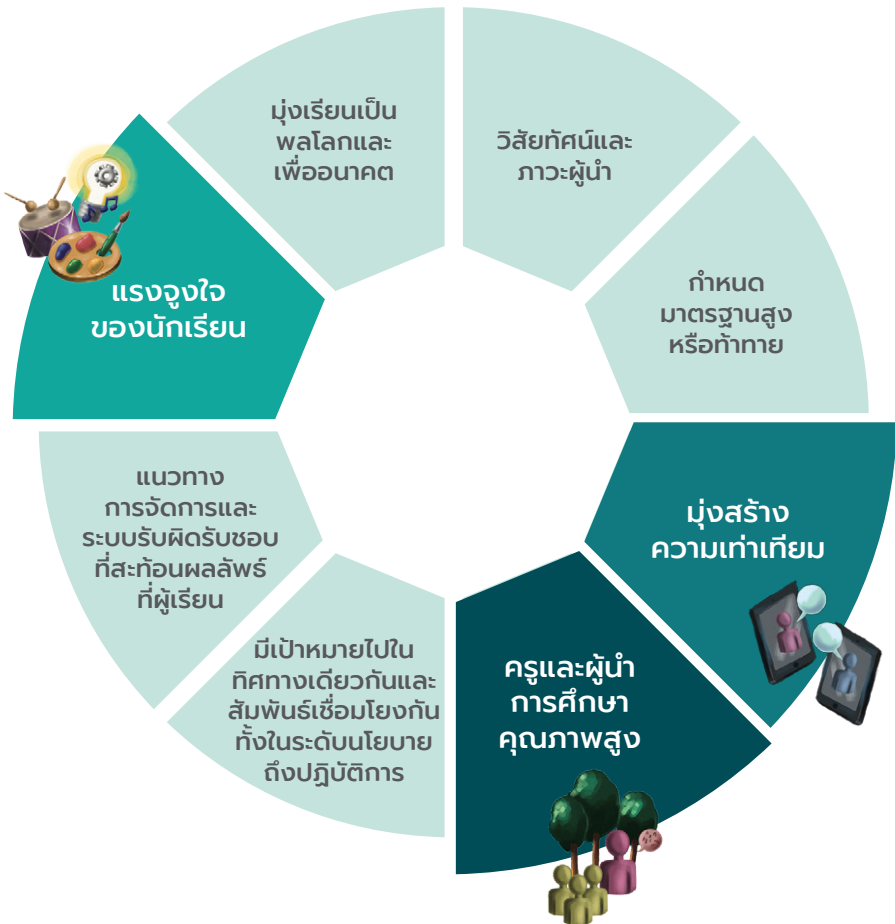 วิสัยทัศน์และ
ภาวะผู้นำ
กำหนด
มาตรฐานสูง
หรือท้าทาย
มุ่งสร้าง
ความเท่าเทียม
ครูและผู้นำ
การศึกษา
คุณภาพสูง
มีเป้าหมายไปใน
ทิศทางเดียวกันและ
สัมพันธ์เชื่อมโยงกัน
ทั้งในระดับนโยบาย
ถึงปฏิบัติการ
แนวทาง
การจัดการและ
ระบบรับผิดรับชอบ
ที่สะท้อนผลลัพธ์
ที่ผู้เรียน
แรงจูงใจ
ของนักเรียน
มุ่งเรียนเป็น
พลโลกและ
เพื่ออนาคต